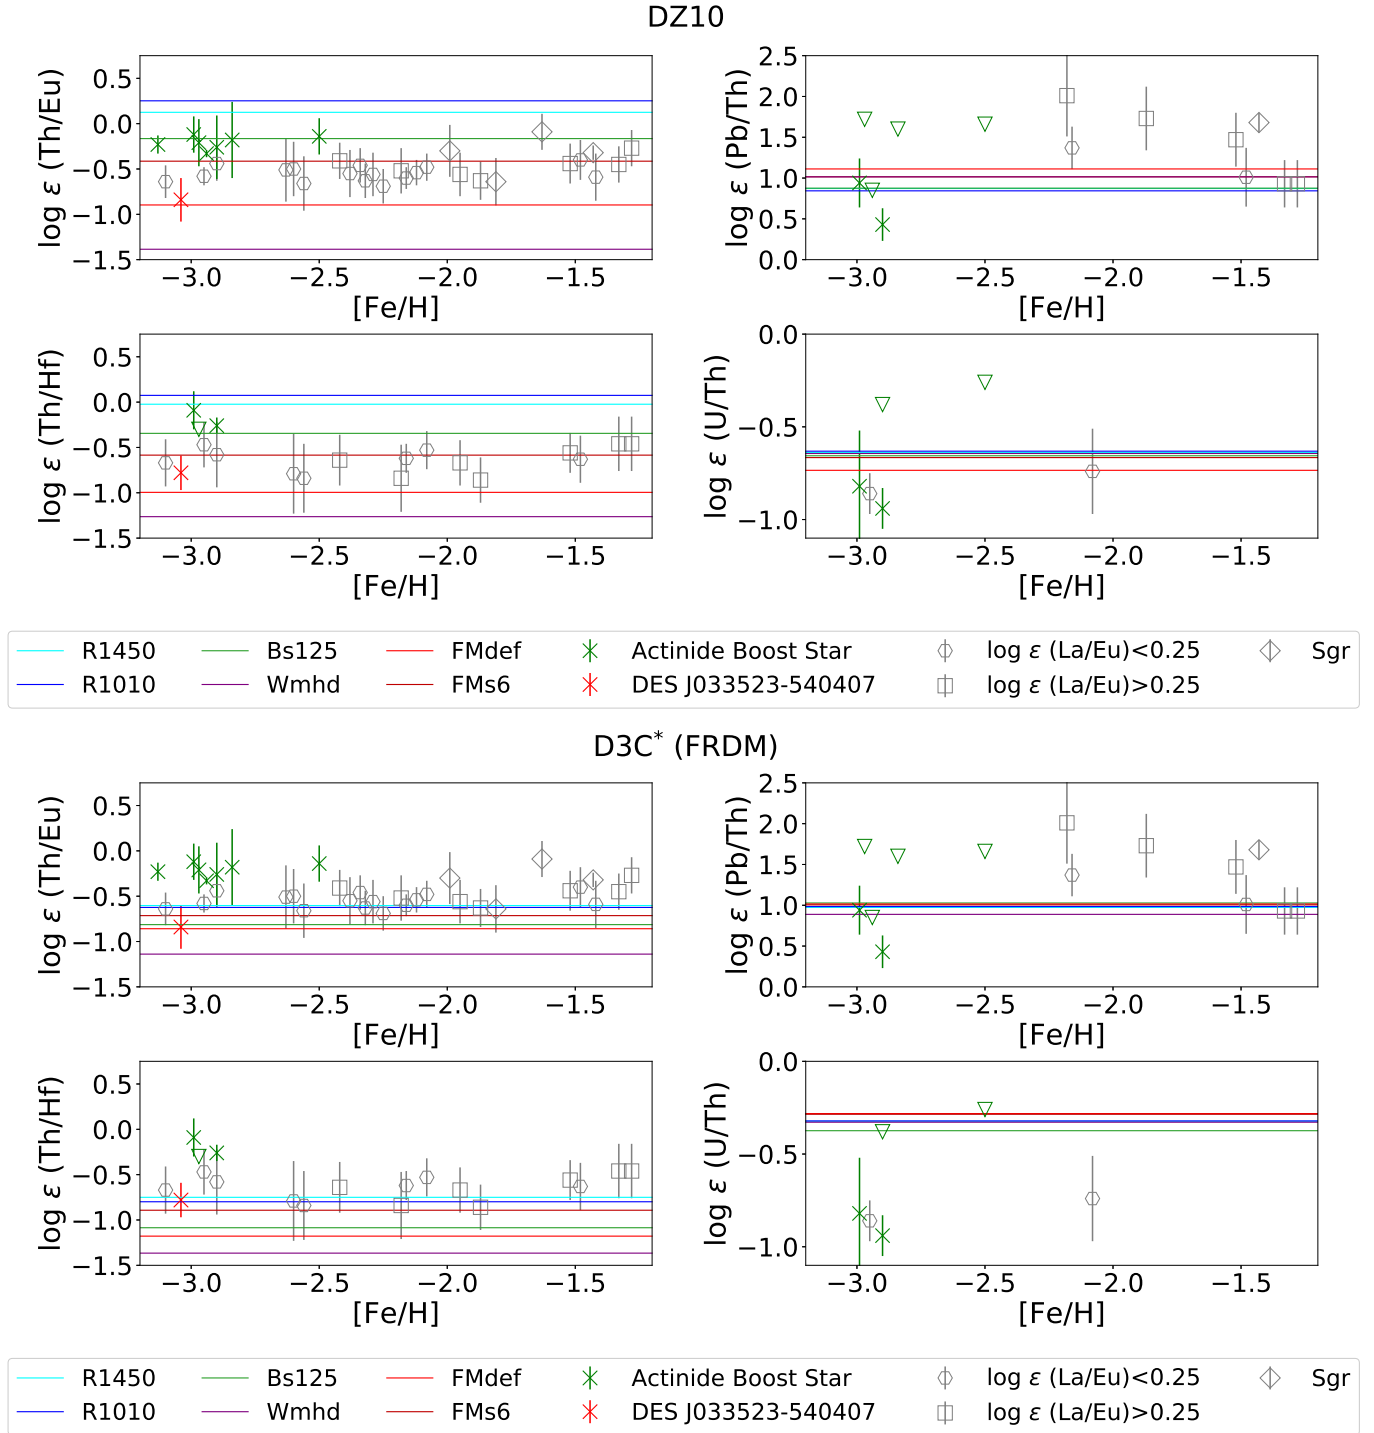 DZ10
log ε (Th/Eu)
0.5
0.0
−0.5
−1.0
−1.5
−3.0 −2.5 −2.0 −1.5
[Fe/H]
log ε (Pb/Th)
2.5
2.0
1.5
1.0
0.5
0.0
−3.0 −2.5 −2.0 −1.5
[Fe/H]
log ε (Th/Hf)
0.5
0.0
−0.5
−1.0
−1.5
−3.0 −2.5 −2.0 −1.5
[Fe/H]
log ε (U/Th)
0.0
−0.5
−1.0
−3.0 −2.5 −2.0 −1.5
[Fe/H]
R1450 Bs125 FMdef Actinide Boost Star log ε (La/Eu)<0.25 Sgr
R1010 Wmhd FMs6 DES J033523-540407 log ε (La/Eu)>0.25
D3C* (FRDM)
log ε (Th/Eu)
0.5
0.0
−0.5
−1.0
−1.5
−3.0 −2.5 −2.0 −1.5
[Fe/H]
log ε (Pb/Th)
2.5
2.0
1.5
1.0
0.5
0.0
−3.0 −2.5 −2.0 −1.5
[Fe/H]
log ε (Th/Hf)
0.5
0.0
−0.5
−1.0
−1.5
−3.0 −2.5 −2.0 −1.5
[Fe/H]
log ε (U/Th)
0.0
−0.5
−1.0
−3.0 −2.5 −2.0 −1.5
[Fe/H]
R1450 Bs125 FMdef Actinide Boost Star log ε (La/Eu)<0.25 Sgr
R1010 Wmhd FMs6 DES J033523-540407 log ε (La/Eu)>0.25